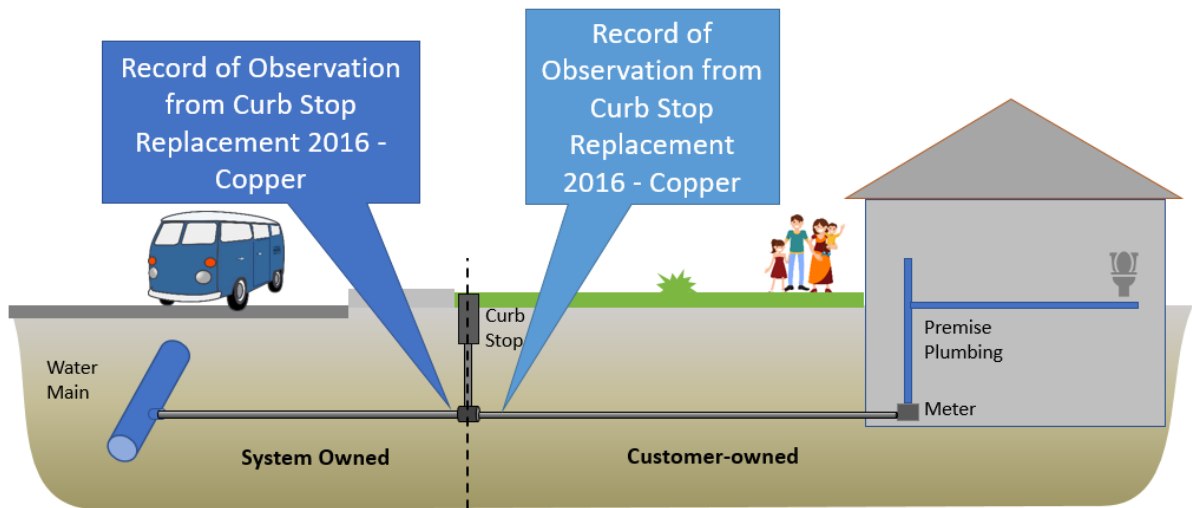 Record of Observation
from Curb Stop
Replacement 2016 -
Copper
Record of
Observation from
Curb Stop
Replacement
2016 - Copper
Curb
Stop
Water
Main
Premise
Plumbing
Meter
System Owned
Customer-owned